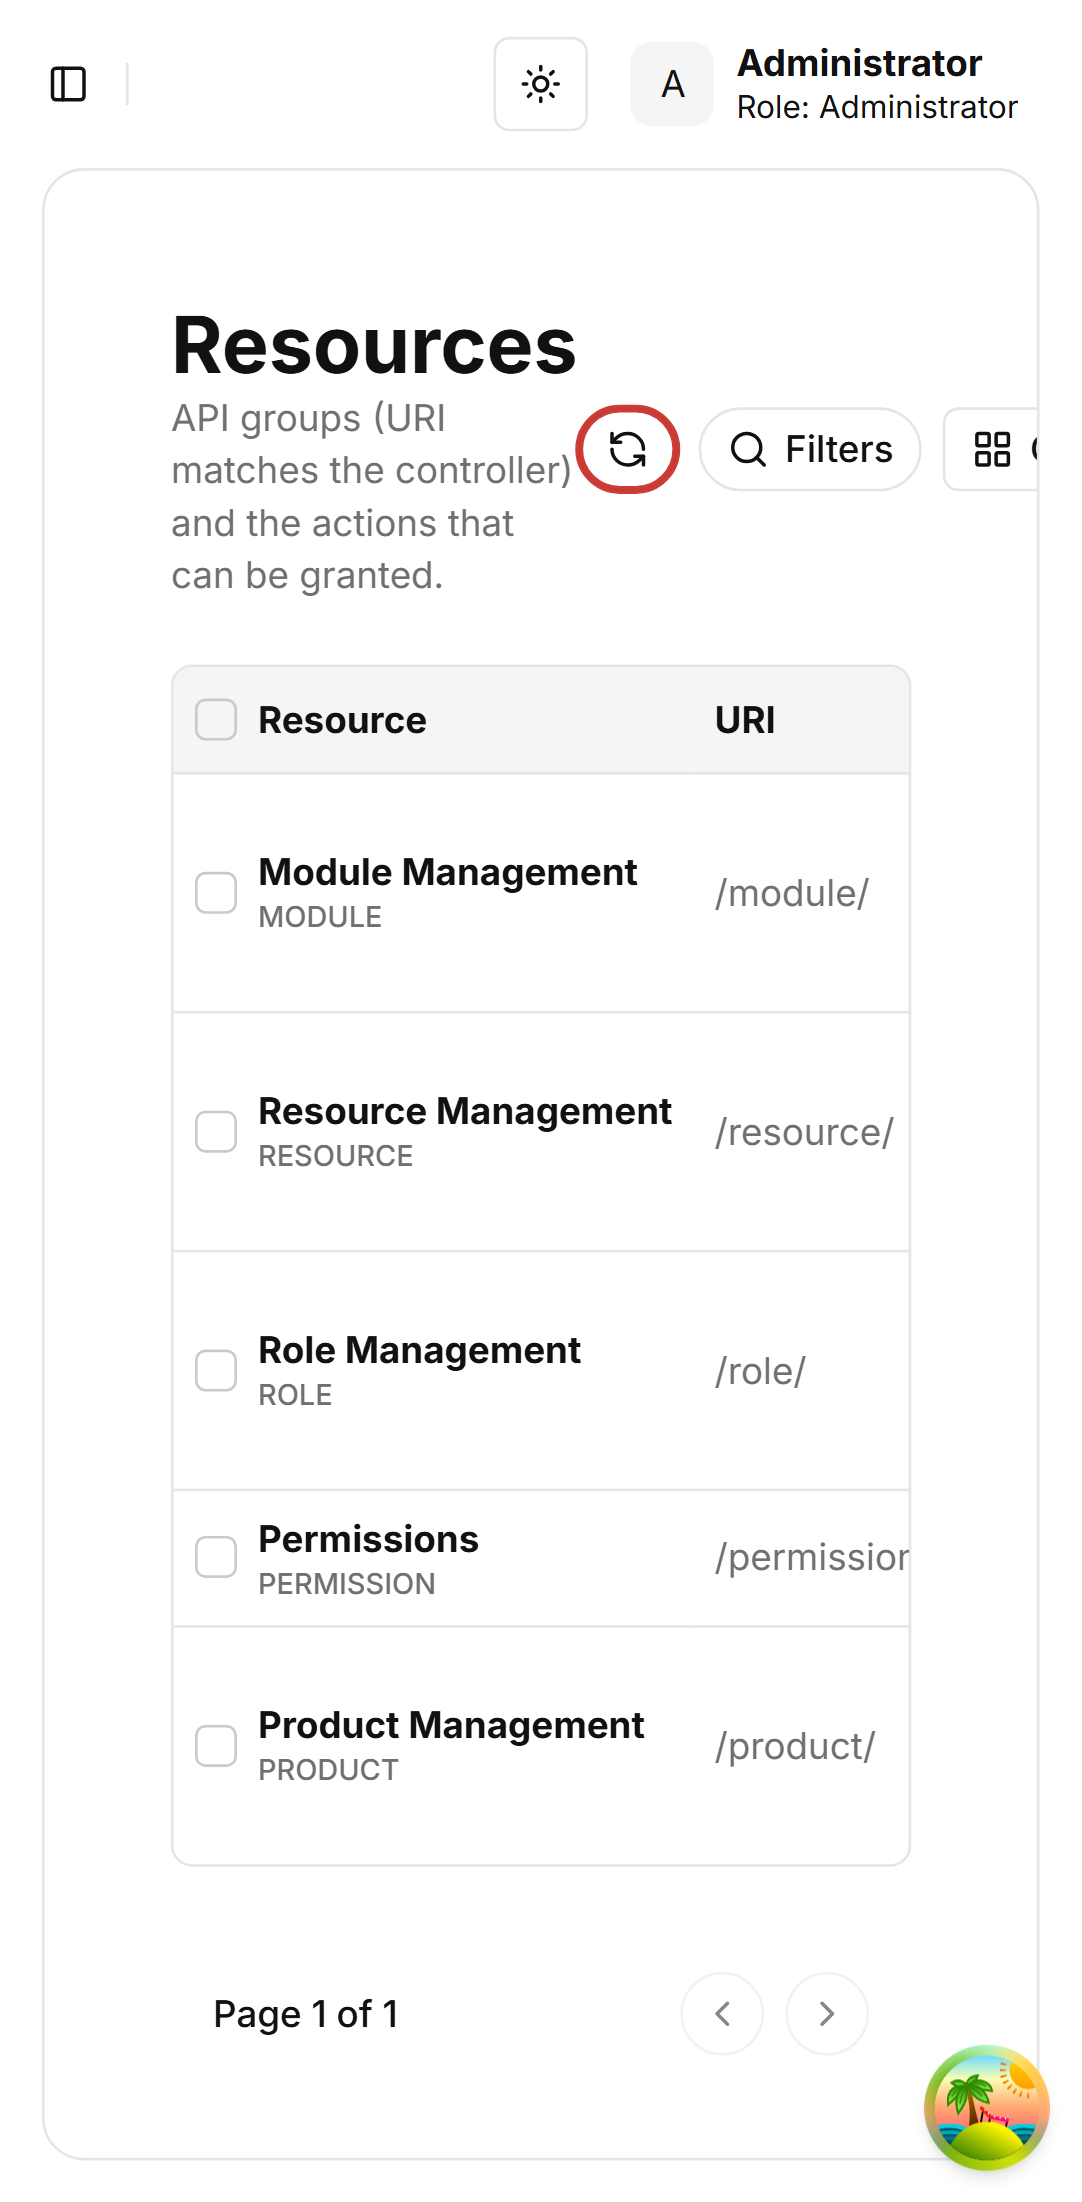 A
Administrator
Role: Administrator
Resources
API groups (URI
matches the controller)
and the actions that
can be granted.
Filters
Resource URI
Module Management
MODULE
/module/
Resource Management
RESOURCE
/resource/
Role Management
ROLE
/role/
Permissions
PERMISSION
Product Management
PRODUCT
/product/
Page 1 of 1